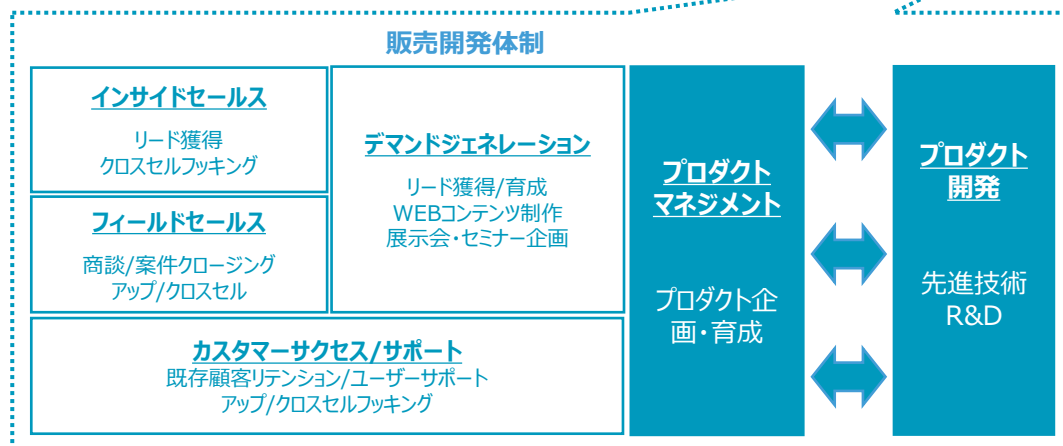 販売開発体制
インサイドセールス
リード獲得
クロスセルフッキング
フィールドセールス
商談/案件クロージング
アップ/クロスセル
デマンドジェネレーション
リード獲得/育成
WEBコンテンツ制作
展示会・セミナー企画
カスタマーサクセス/サポート
既存顧客リテンション/ユーザーサポート
アップ/クロスセルフッキング
プロダクト
マネジメント
プロダクト企
画・育成
プロダクト
開発
先進技術
R&D